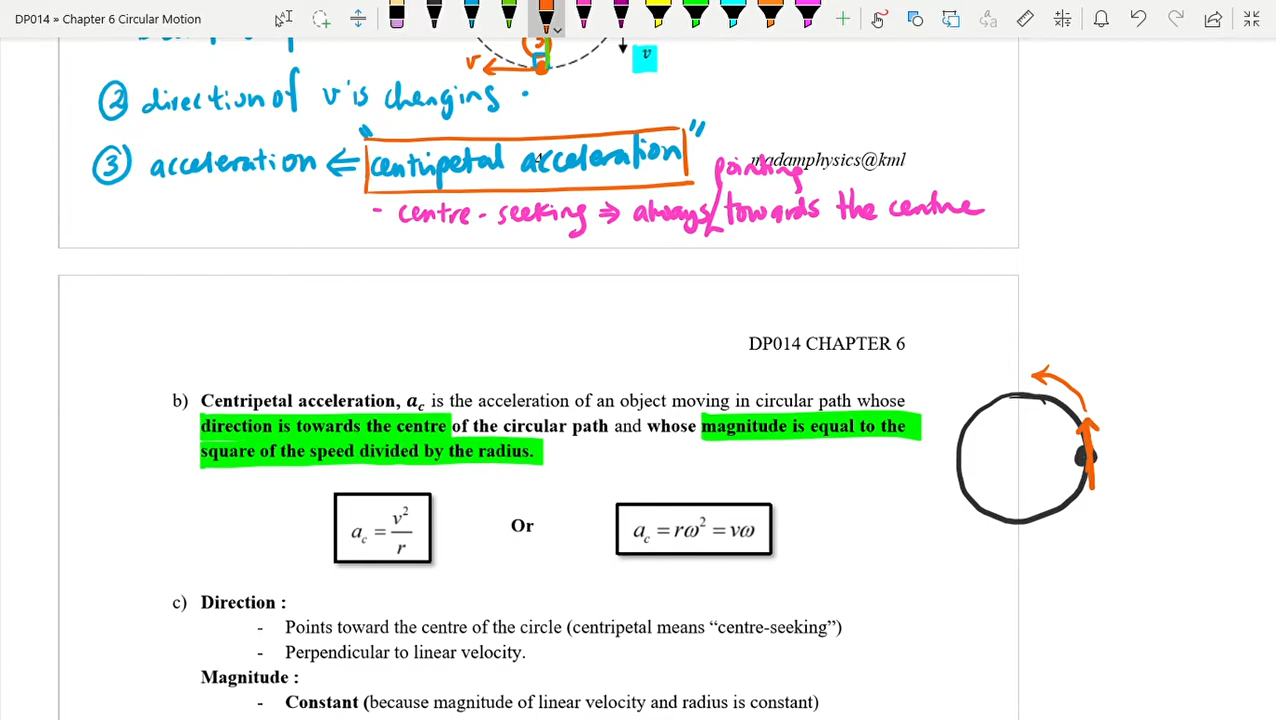 DP014 » Chapter 6 Circular Motion
v
v
② direction of v is changing .
③ acceleration ⇐ "centripetal acceleration"
madamphysics@kml
- centre - seeking ⇒ always pointing towards the centre
DP014 CHAPTER 6
b) Centripetal acceleration, a_c is the acceleration of an object moving in circular path whose
direction is towards the centre of the circular path and whose magnitude is equal to the
square of the speed divided by the radius.
a_c = v²/r Or a_c = rω² = vω
c) Direction :
- Points toward the centre of the circle (centripetal means “centre-seeking”)
- Perpendicular to linear velocity.
Magnitude :
- Constant (because magnitude of linear velocity and radius is constant)